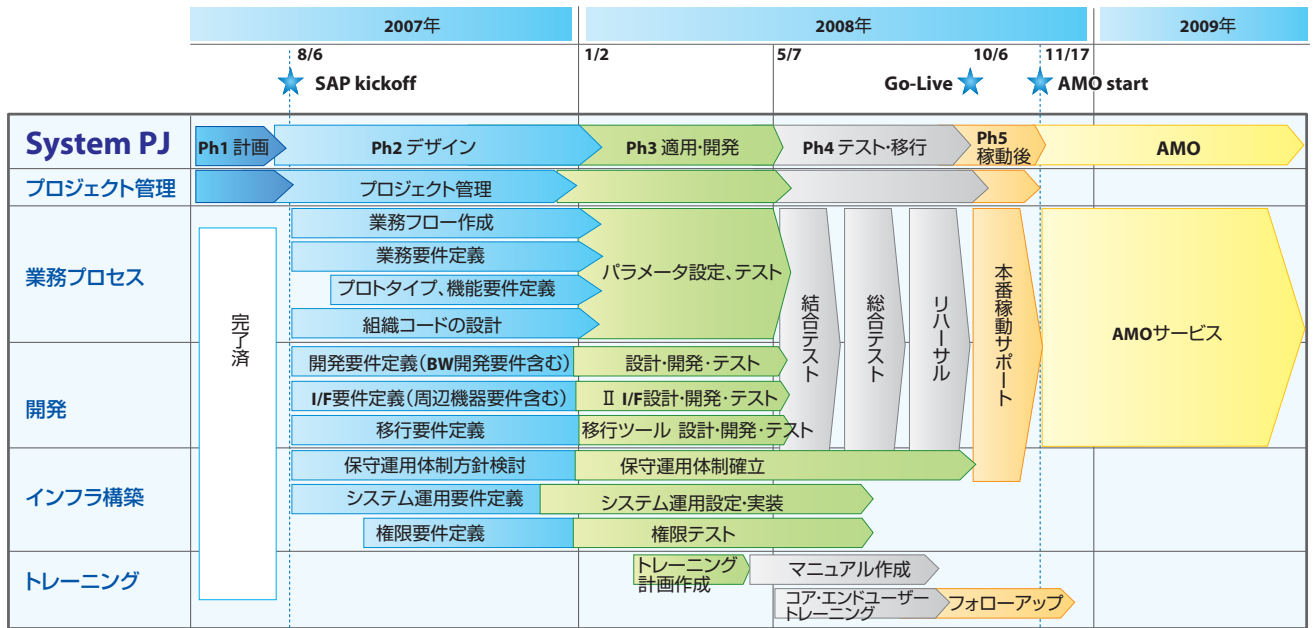 2007年
2008年
2009年
8/6
1/2
5/7
10/6
11/17
SAP kickoff
Go-Live
AMO start
System PJ
Ph1 計画
Ph2 デザイン
Ph3 適用・開発
Ph4 テスト・移行
Ph5
稼動後
AMO
プロジェクト管理
プロジェクト管理
業務プロセス
業務フロー作成
業務要件定義
プロトタイプ、機能要件定義
組織コードの設計
パラメータ設定、テスト
完了済
結合テスト
総合テスト
リハーサル
本番稼動サポート
AMOサービス
開発
開発要件定義(BW開発要件含む)
設計・開発・テスト
I/F要件定義(周辺機器要件含む)
Ⅱ I/F設計・開発・テスト
移行要件定義
移行ツール 設計・開発・テスト
インフラ構築
保守運用体制方針検討
保守運用体制確立
システム運用要件定義
システム運用設定・実装
権限要件定義
権限テスト
トレーニング
トレーニング
計画作成
マニュアル作成
コア・エンドユーザー
トレーニング
フォローアップ